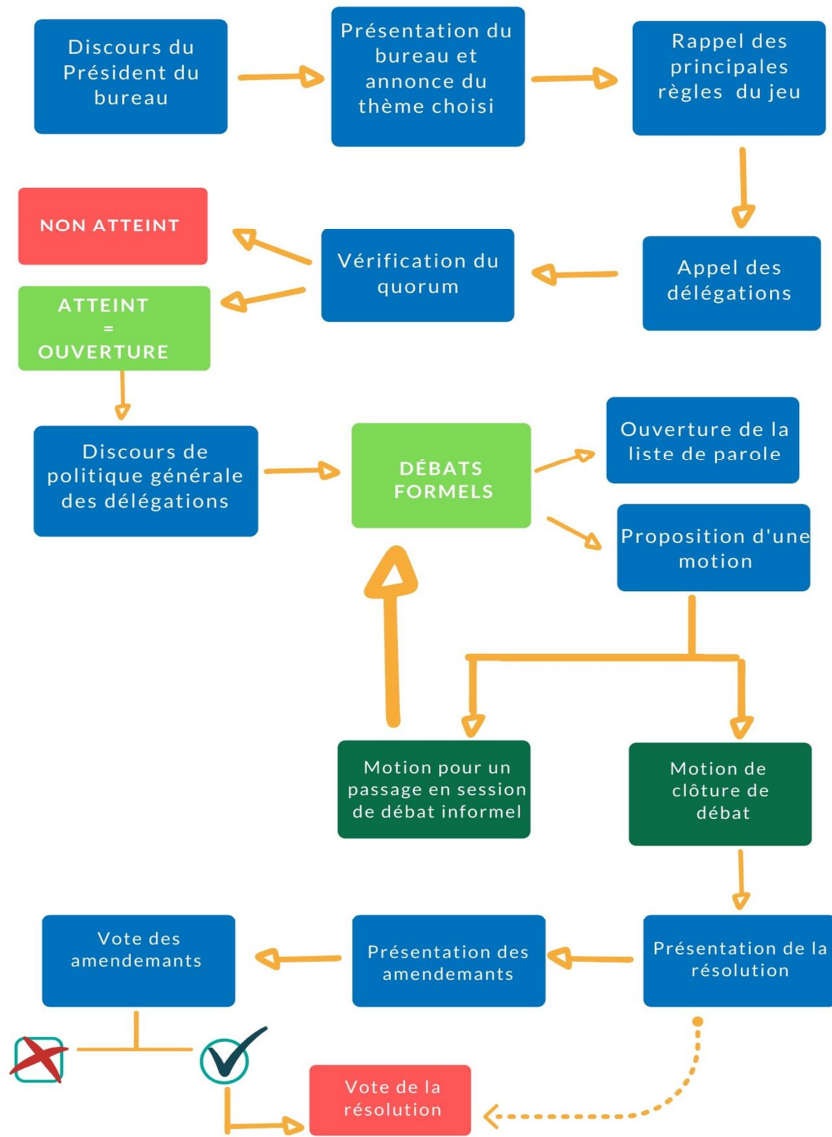 Discours du
Président du
bureau
Présentation du
bureau et
annonce du
thème choisi
Rappel des
principales
règles du jeu
NON ATTEINT
Vérification du
quorum
Appel des
délégations
ATTEINT
=
OUVERTURE
Discours de
politique générale
des délégations
DÉBATS
FORMELS
Ouverture de la
liste de parole
Proposition d'une
motion
Motion pour un
passage en session
de débat informel
Motion de
clôture de
débat
Vote des
amendemants
Présentation des
amendemants
Présentation de la
résolution
Vote de la
résolution